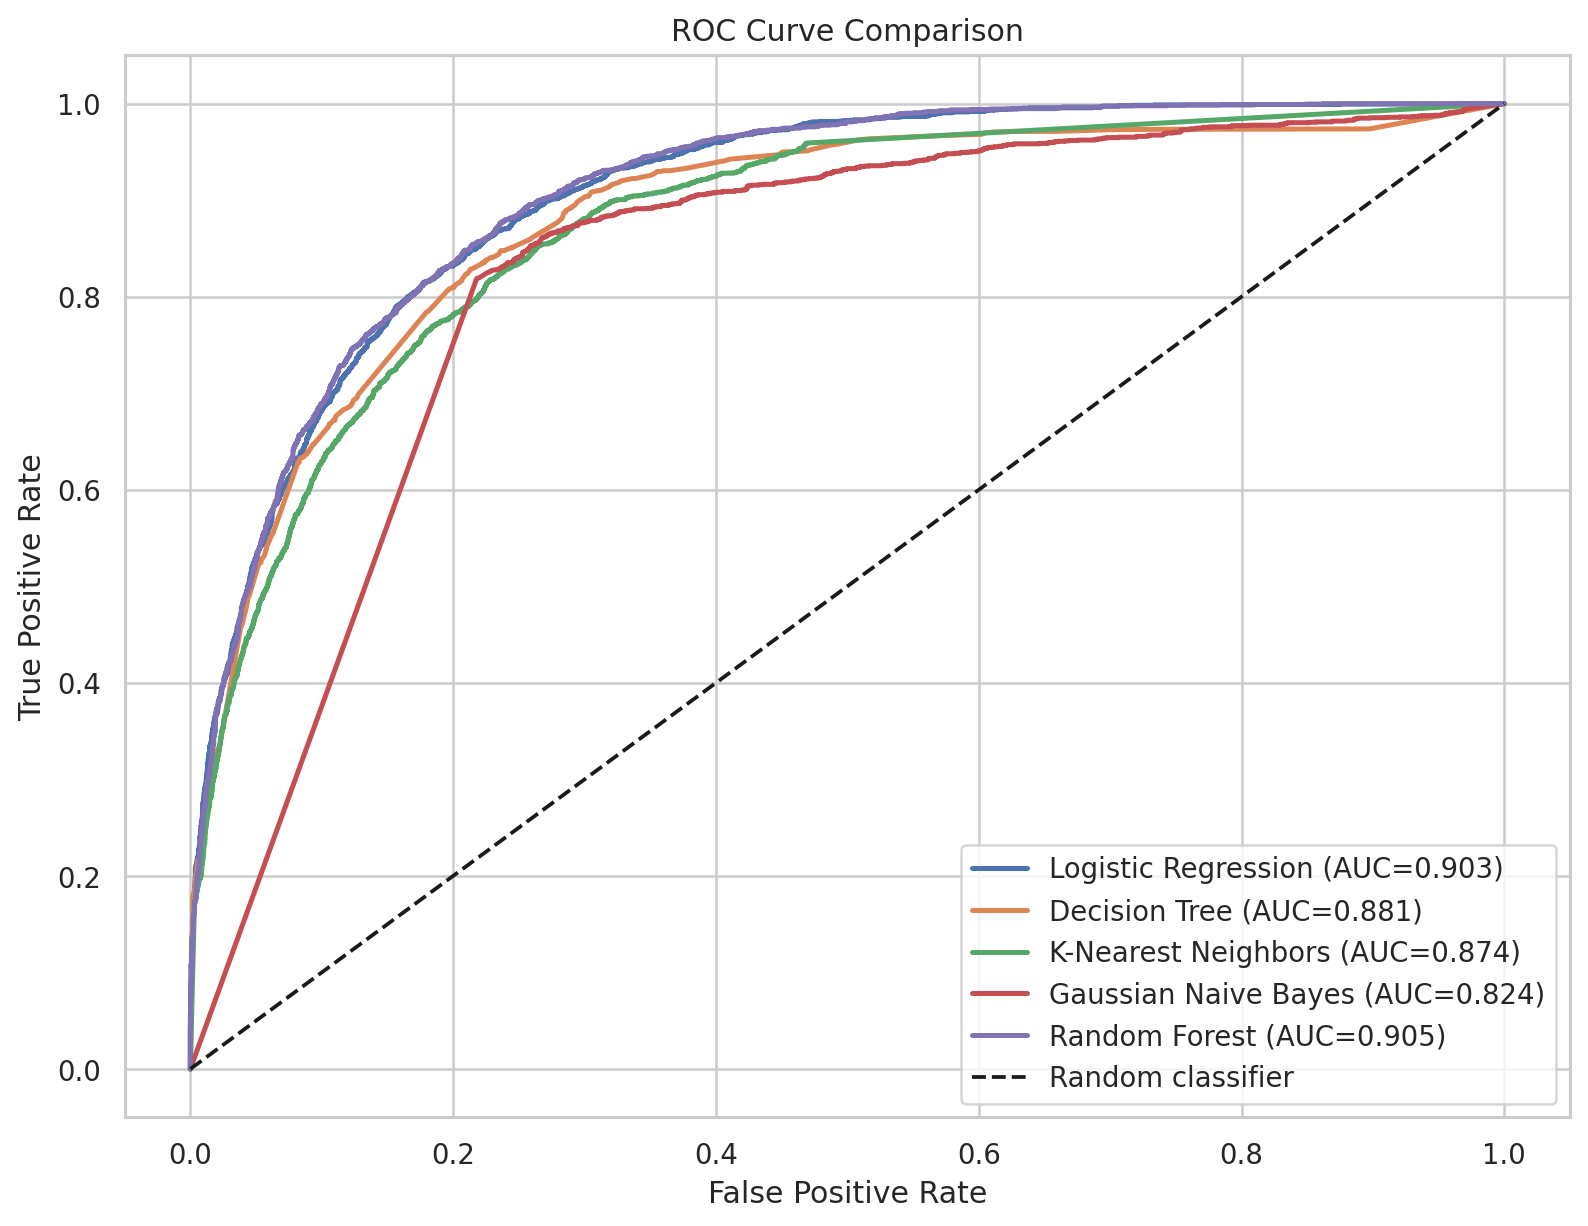 ROC Curve Comparison
True Positive Rate
1.0
0.8
0.6
0.4
0.2
0.0
Logistic Regression (AUC=0.903)
Decision Tree (AUC=0.881)
K-Nearest Neighbors (AUC=0.874)
Gaussian Naive Bayes (AUC=0.824)
Random Forest (AUC=0.905)
Random classifier
0.0 0.2 0.4 0.6 0.8 1.0
False Positive Rate